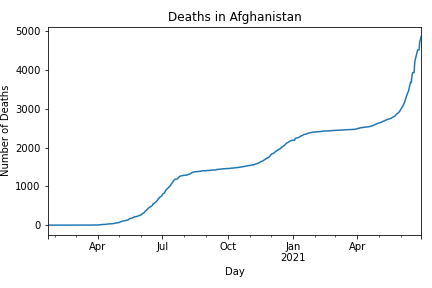 Deaths in Afghanistan
Number of Deaths
5000
4000
3000
2000
1000
0
Apr
Jul
Oct
Jan
2021
Apr
Day